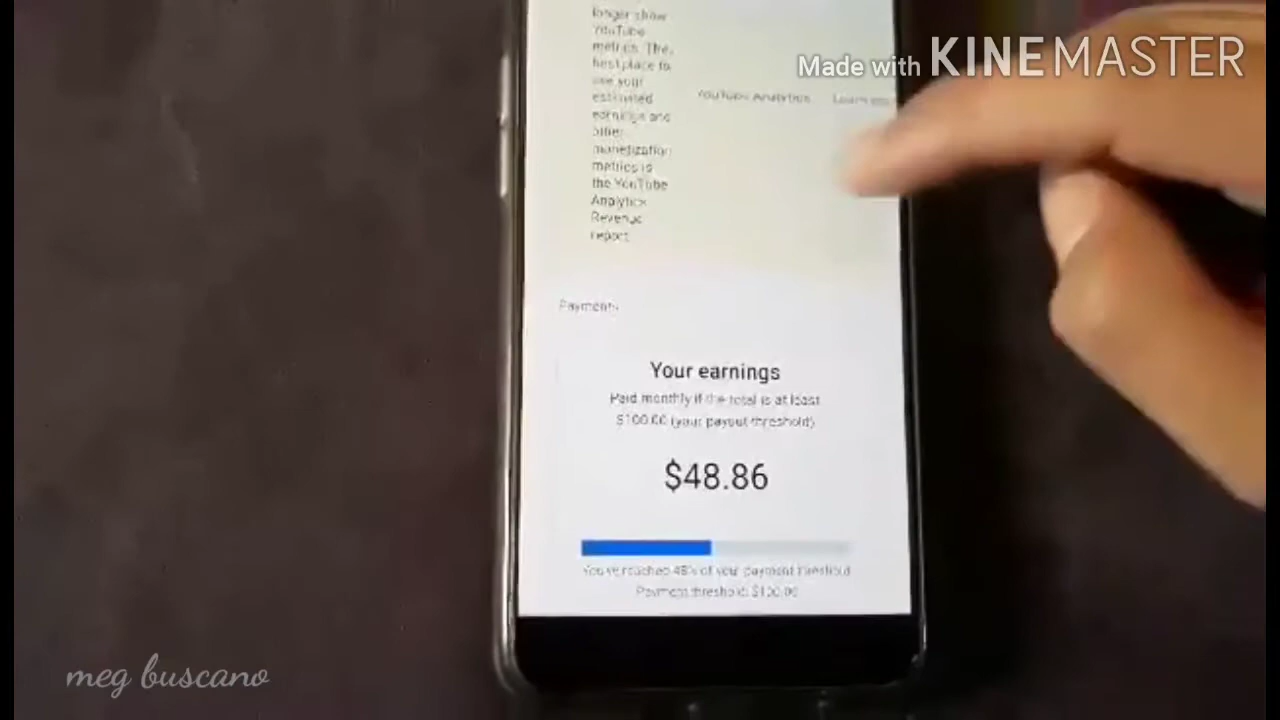 longer show
YouTube
metrics. The
best place to
see your
estimated
earnings and
other
monetization
metrics is
the YouTube
Analytics
Revenue
report
YouTube Analytics
Made with KINEMASTER
Payments
Your earnings
Paid monthly if the total is at least
$100.00 (your payout threshold)
$48.86
You've reached 48% of your payment threshold
Payment threshold: $100.00
meg buscano